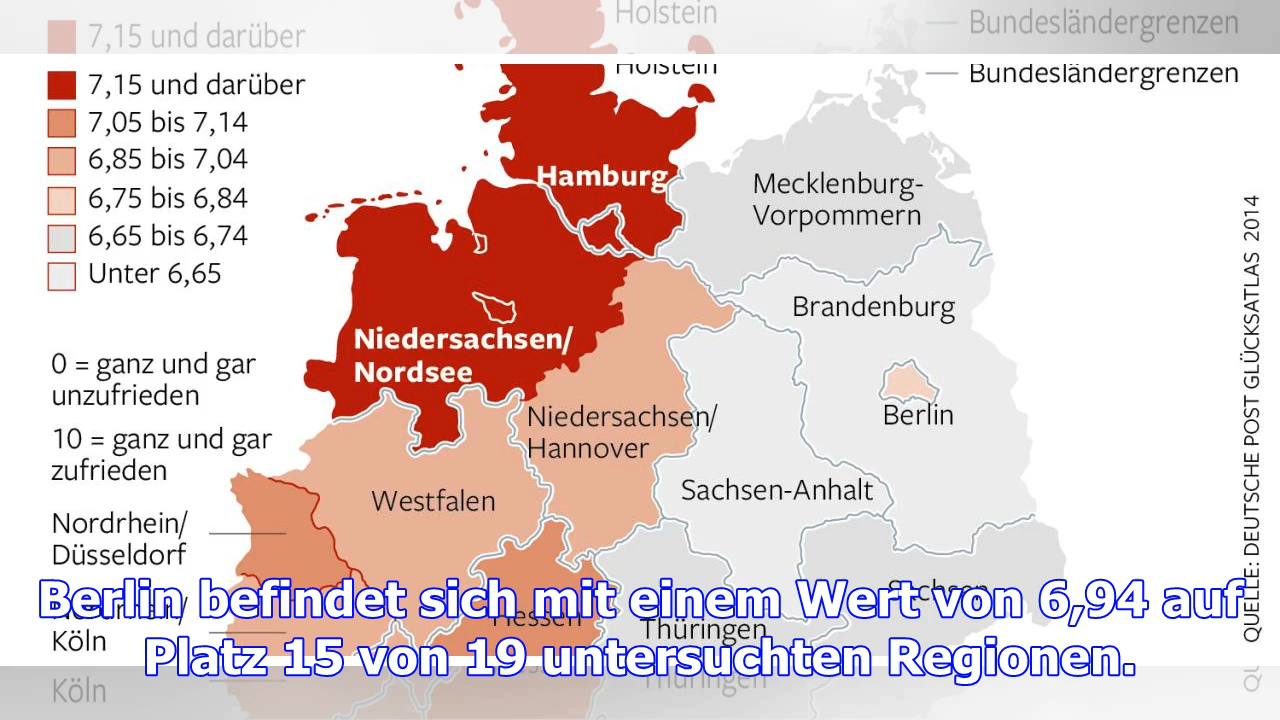 7,15 und darüber
Holstein
Bundesländergrenzen
Holstein
Bundesländergrenzen
7,15 und darüber
7,05 bis 7,14
6,85 bis 7,04
6,75 bis 6,84
6,65 bis 6,74
Unter 6,65
Hamburg
Mecklenburg-
Vorpommern
Brandenburg
Niedersachsen/
Nordsee
0 = ganz und gar
unzufrieden
10 = ganz und gar
zufrieden
Niedersachsen/
Hannover
Berlin
Westfalen
Sachsen-Anhalt
Nordrhein/
Düsseldorf
Sachsen
Nordrhein/
Köln
Hessen
Thüringen
Berlin befindet sich mit einem Wert von 6,94 auf
Platz 15 von 19 untersuchten Regionen.
Köln
Thüringen
QUELLE: DEUTSCHE POST GLÜCKSATLAS 2014